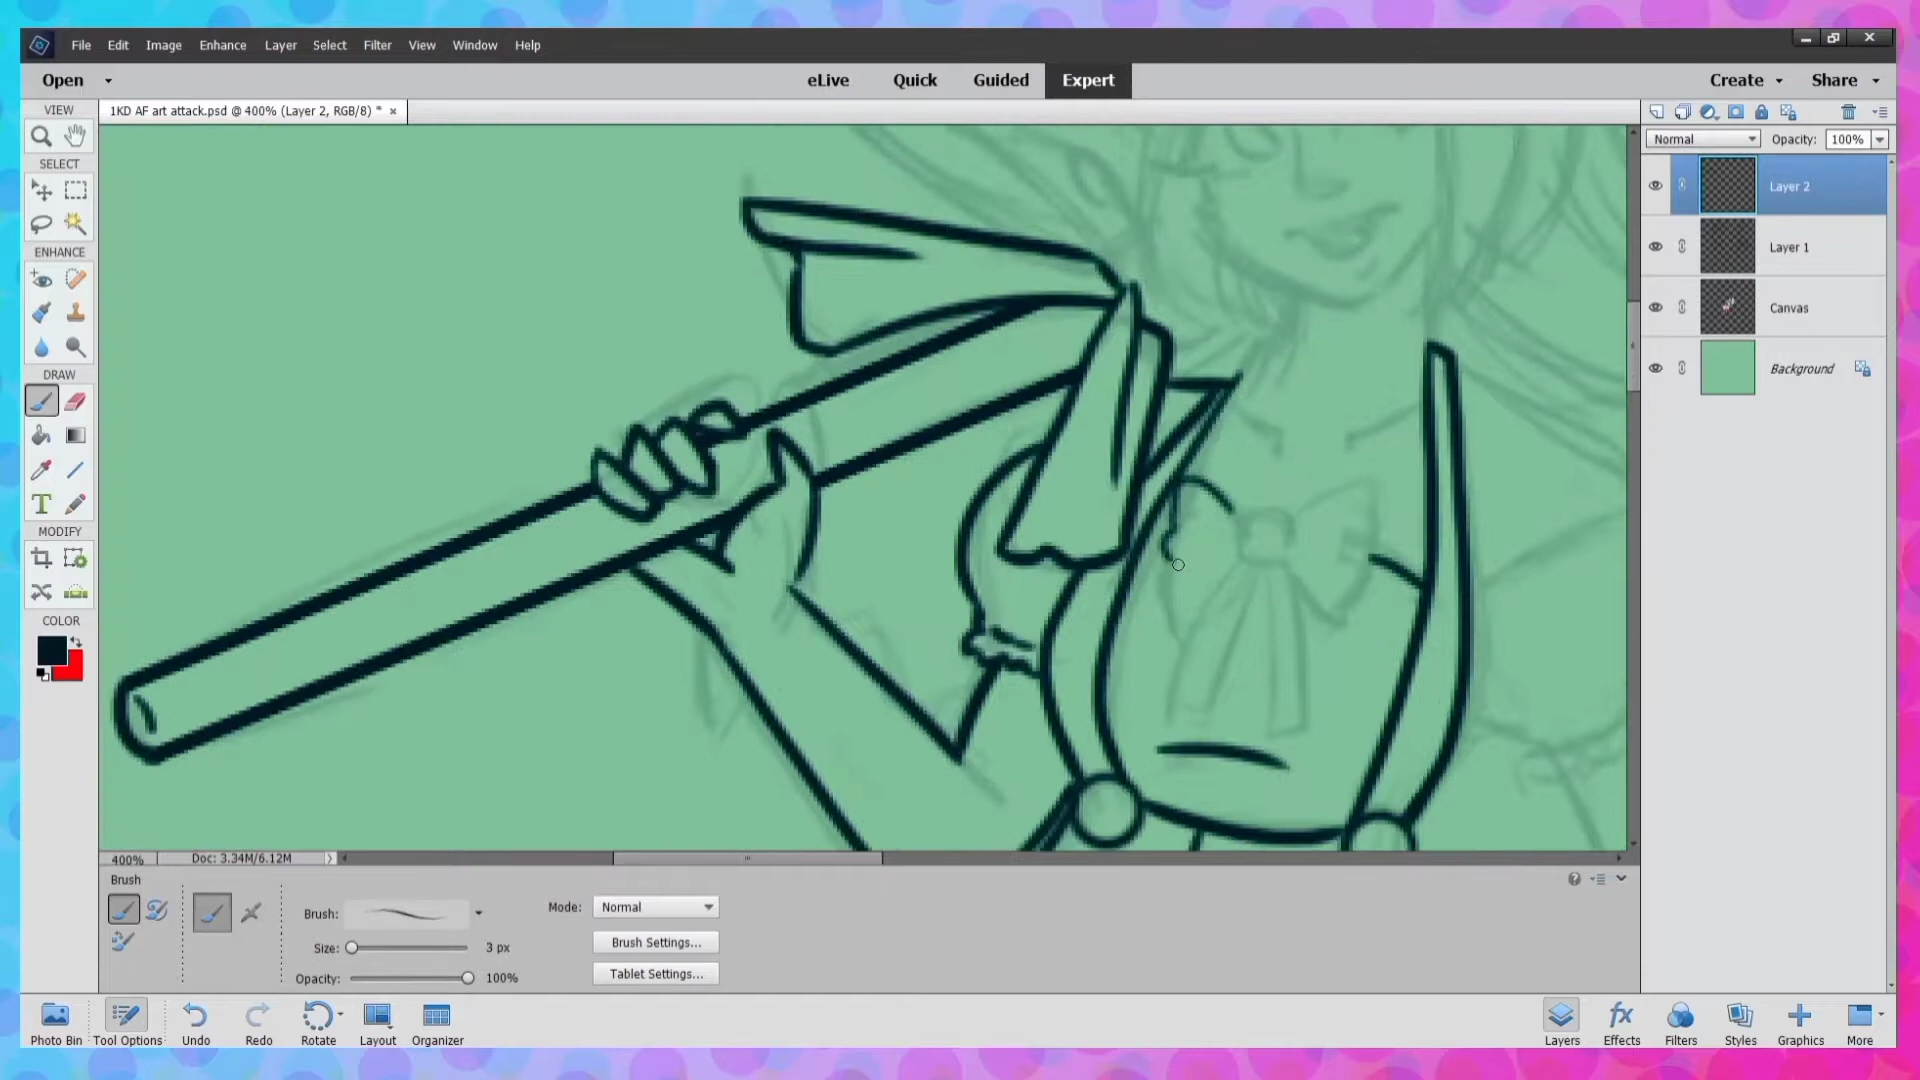 File Edit Image Enhance Layer Select Filter View Window Help
Open eLive Quick Guided Expert Create Share
VIEW
1KD AF art attack.psd @ 400% (Layer 2, RGB/8) *
Normal Opacity: 100%
SELECT
Layer 2
ENHANCE
Layer 1
Canvas
DRAW
Background
MODIFY
COLOR
400% Doc: 3.34M/6.12M
Brush
Brush: Mode: Normal
Size: 3 px Brush Settings...
Opacity: 100% Tablet Settings...
Photo Bin Tool Options Undo Redo Rotate Layout Organizer Layers Effects Filters Styles Graphics More